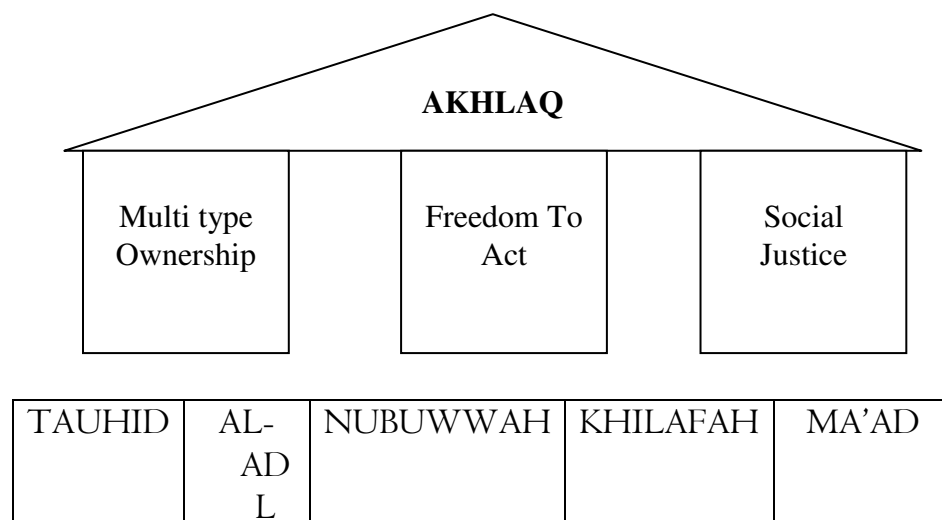 AKHLAQ
Multi type
Ownership
Freedom To
Act
Social
Justice
TAUHID
AL-
AD
L
NUBUWWAH
KHILAFAH
MA'AD